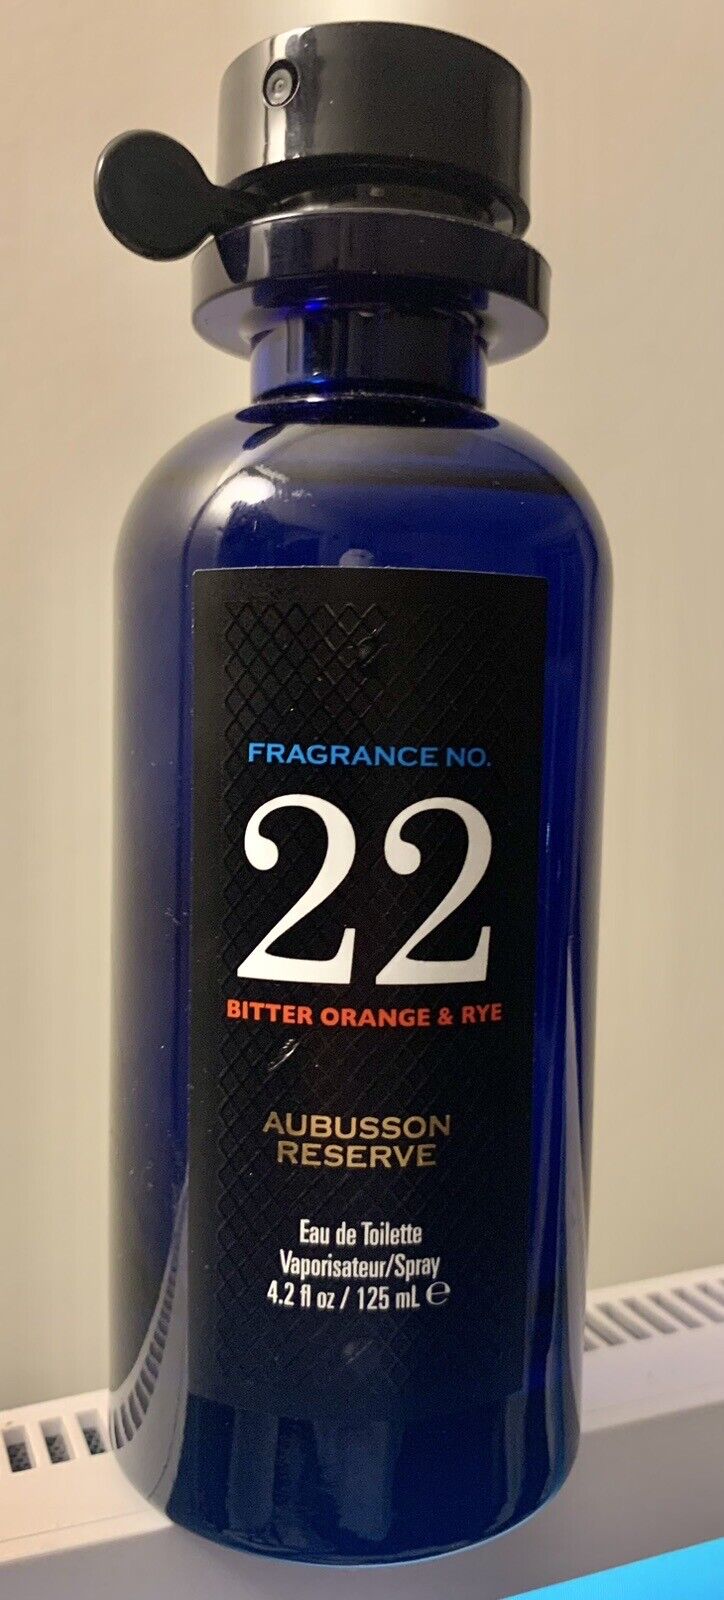 FRAGRANCE NO.
22
BITTER ORANGE & RYE
AUBUSSON
RESERVE
Eau de Toilette
Vaporisateur/Spray
4.2 fl oz / 125 mL ℮